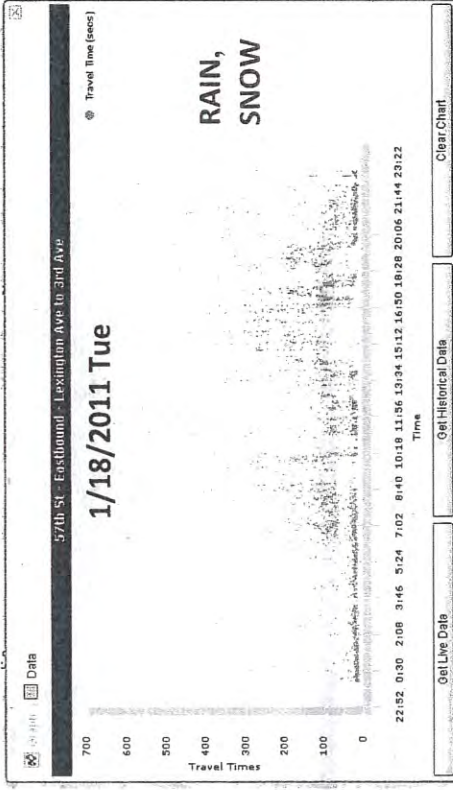 Data
57th St - Eastbound - Lexington Ave to 3rd Ave
1/18/2011 Tue
Travel Time (secs)
RAIN,
SNOW
700
600
500
400
300
200
100
0
Travel Times
22:52 0:30 2:08 3:46 5:24 7:02 8:40 10:18 11:56 13:34 15:12 16:50 18:28 20:06 21:44 23:22
Time
Get Live Data
Get Historical Data
Clear Chart